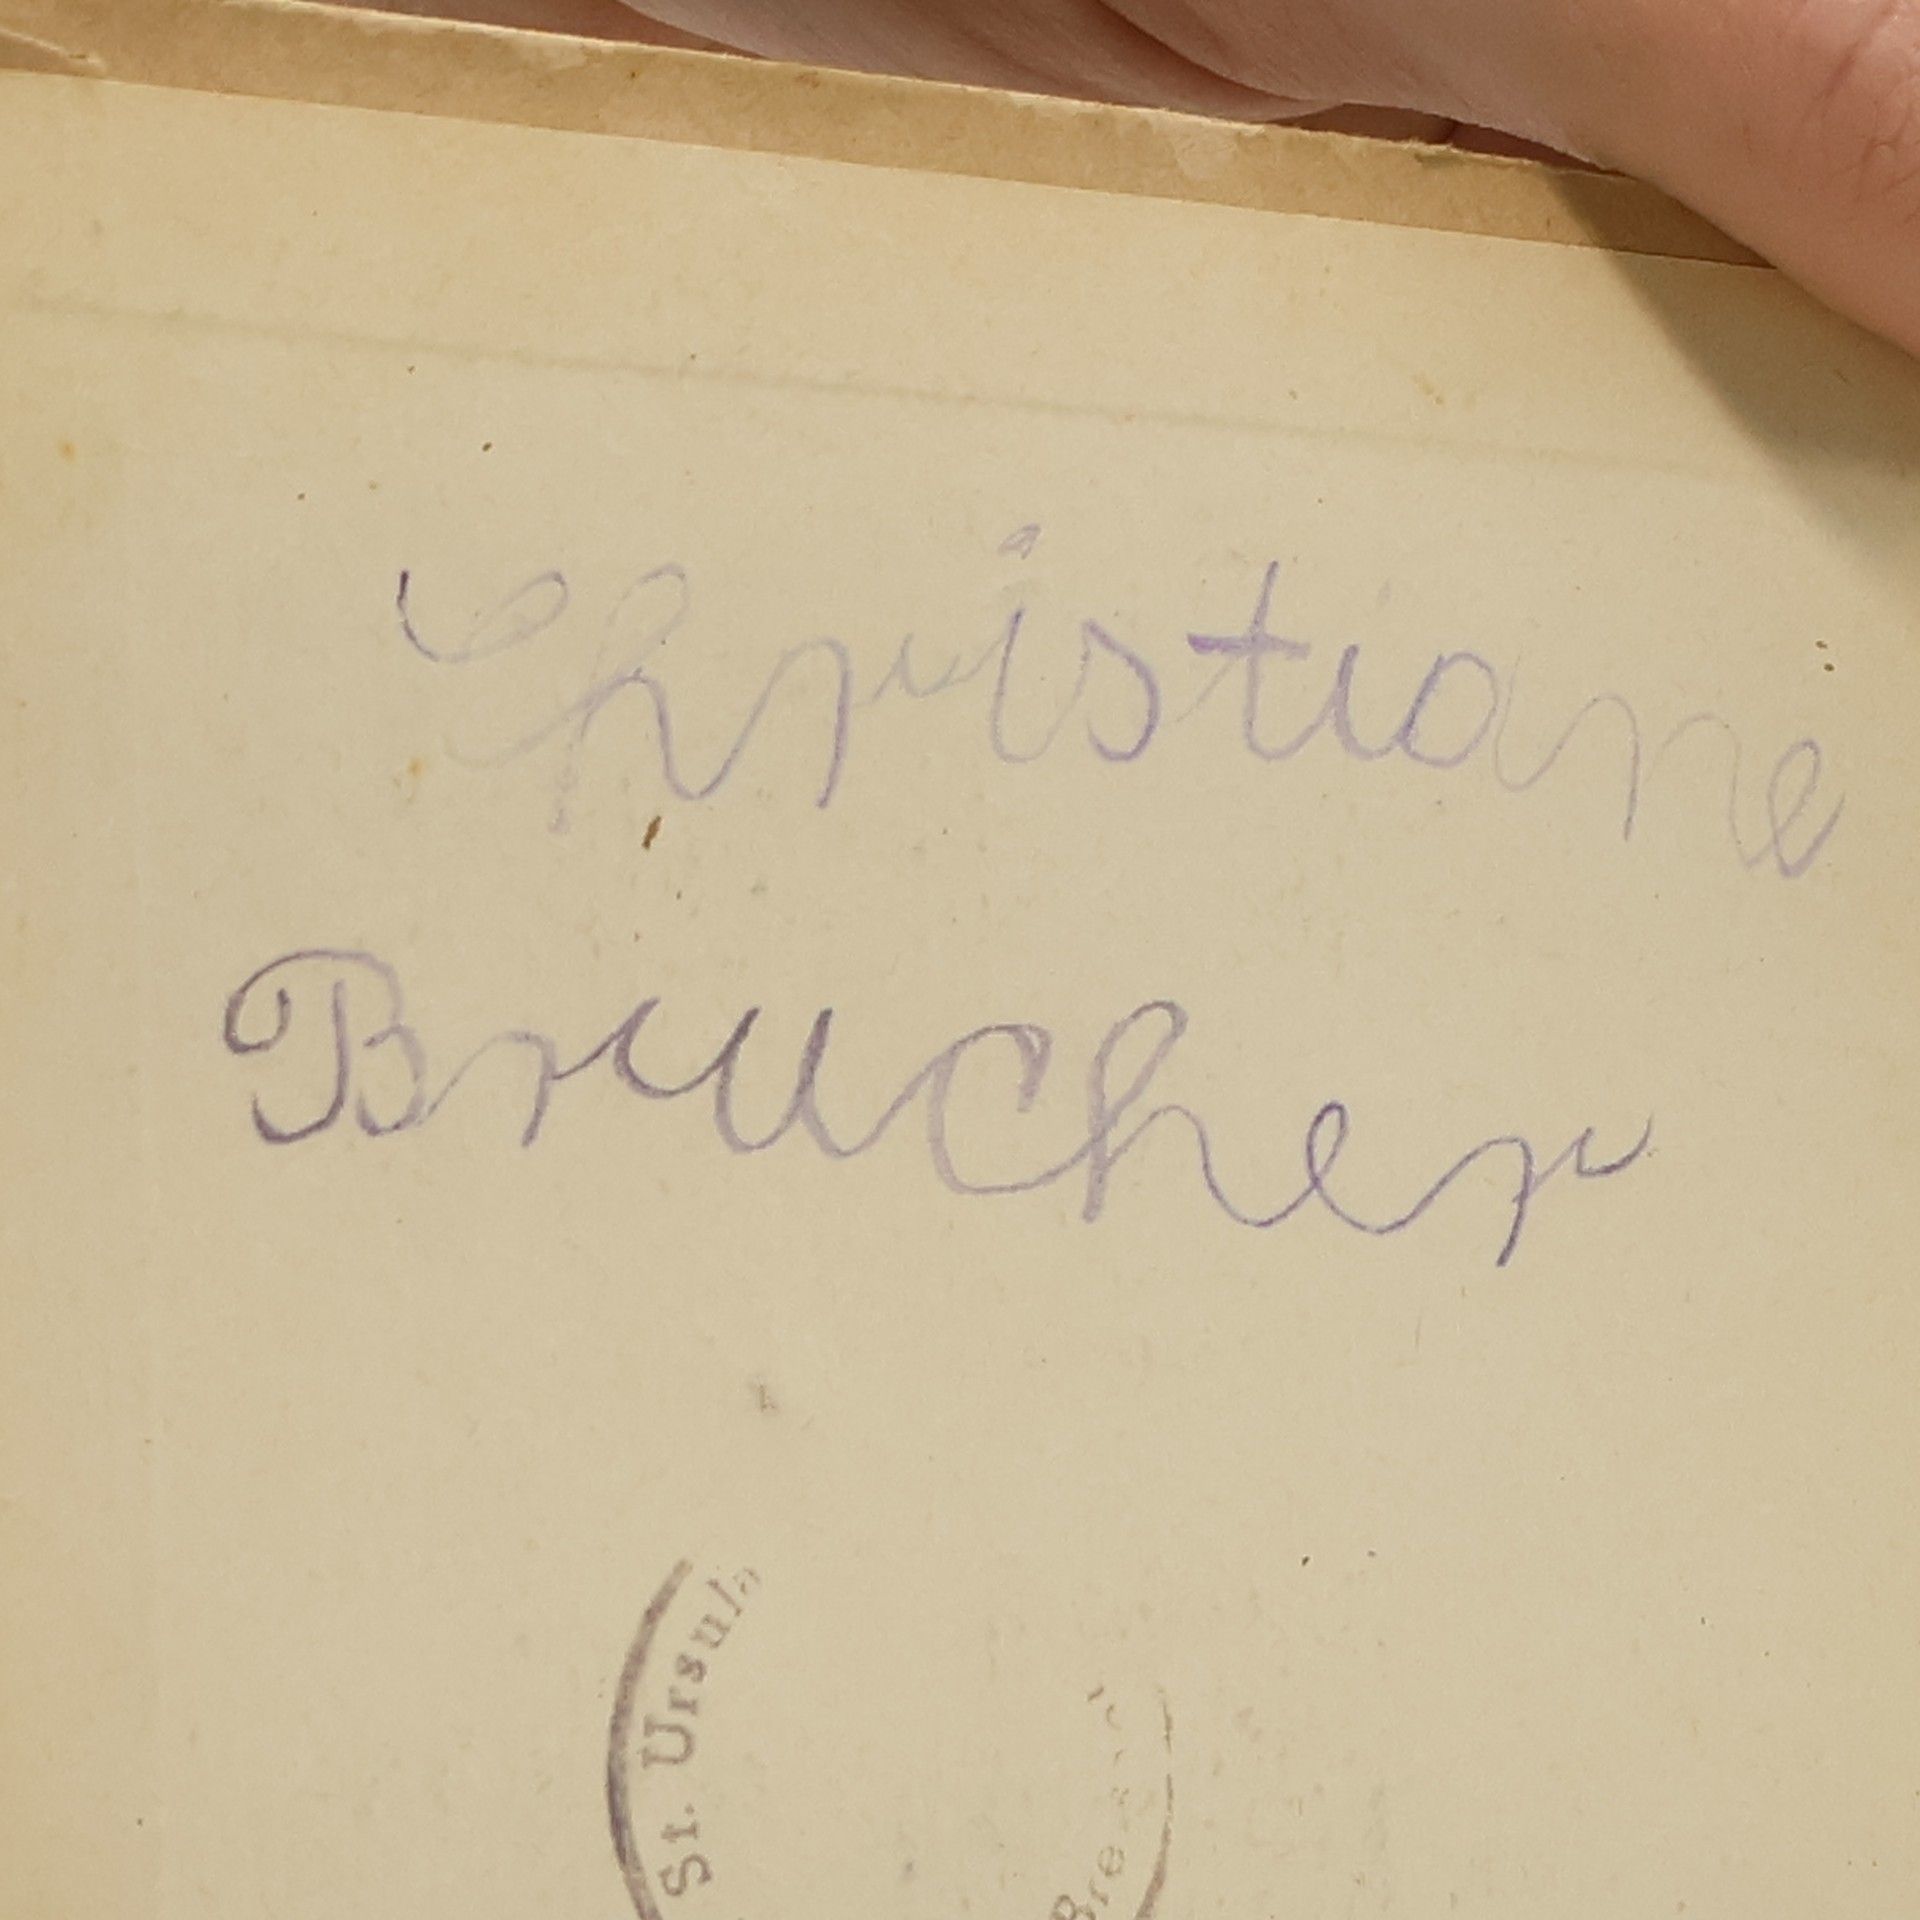 Christiane
Brucher
St. Ursula